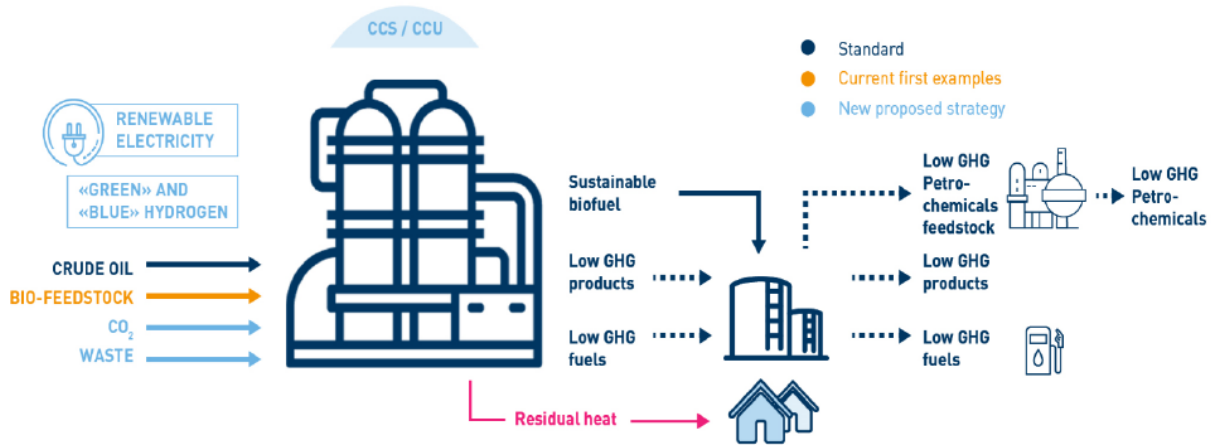 CCS / CCU
Standard
Current first examples
New proposed strategy
RENEWABLE
ELECTRICITY
«GREEN» AND
«BLUE» HYDROGEN
CRUDE OIL
BIO-FEEDSTOCK
CO₂
WASTE
Sustainable
biofuel
Low GHG
products
Low GHG
fuels
Residual heat
Low GHG
Petro-
chemicals
feedstock
Low GHG
Petro-
chemicals
Low GHG
products
Low GHG
fuels